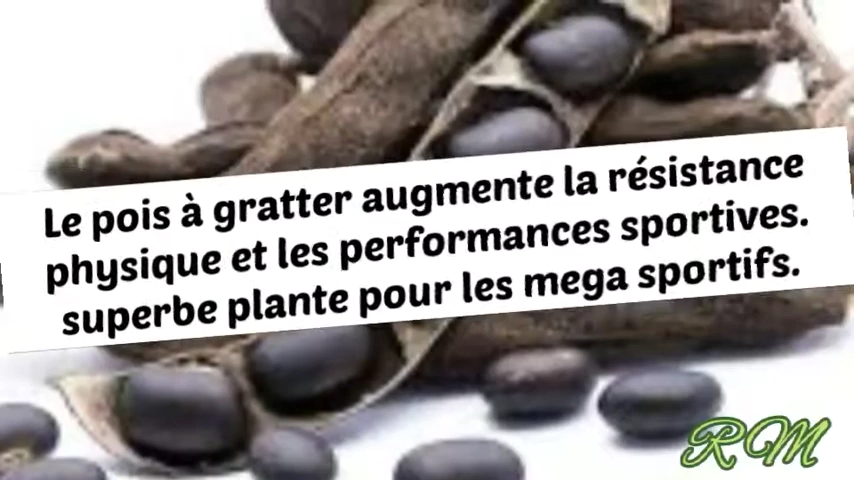 Le pois à gratter augmente la résistance
physique et les performances sportives.
superbe plante pour les mega sportifs.
RM